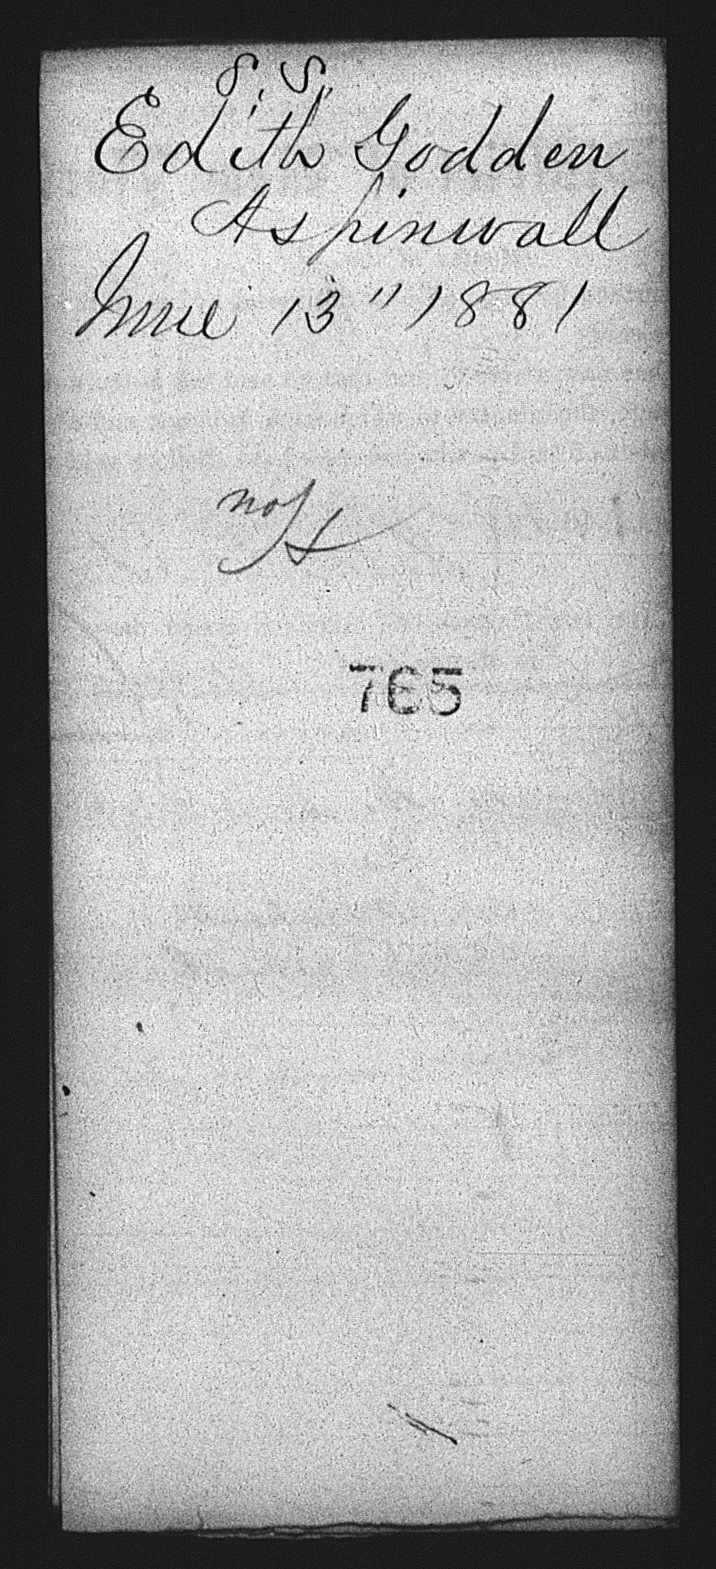 S. S.
Edith Godden
Aspinwall
June 13" 1881
765